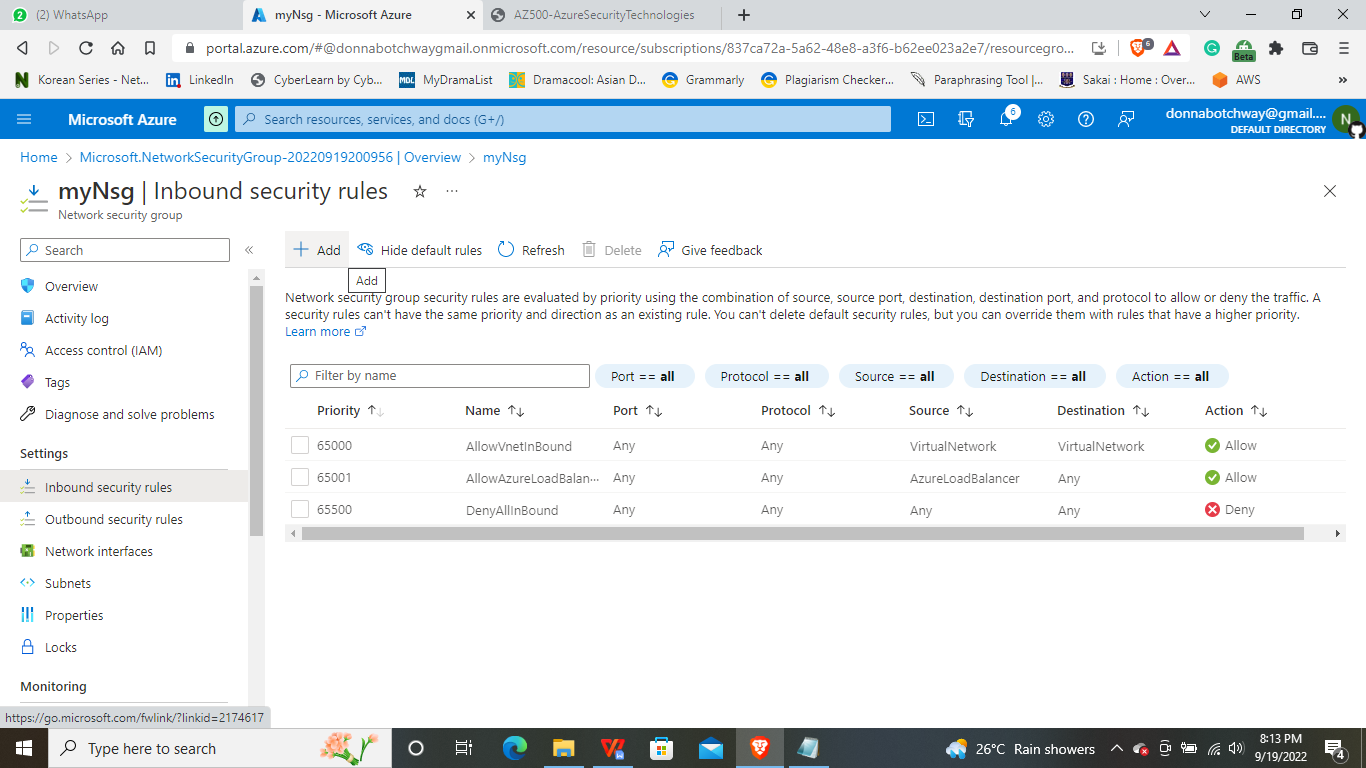 (2) WhatsApp
myNsg - Microsoft Azure
AZ500-AzureSecurityTechnologies
portal.azure.com/#@donnabotchwaygmail.onmicrosoft.com/resource/subscriptions/837ca72a-5a62-48e8-a3f6-b62ee023a2e7/resourcegro...
6
Beta
Korean Series - Net...
LinkedIn
CyberLearn by Cyb...
MDL
MyDramaList
Dramacool: Asian D...
Grammarly
Plagiarism Checker...
Paraphrasing Tool |...
Sakai : Home : Over...
AWS
Microsoft Azure
Search resources, services, and docs (G+/)
6
donnabotchway@gmail....
DEFAULT DIRECTORY
N
Home > Microsoft.NetworkSecurityGroup-20220919200956 | Overview > myNsg
myNsg | Inbound security rules
Network security group
Search
Add
Hide default rules
Refresh
Delete
Give feedback
Add
Overview
Activity log
Access control (IAM)
Tags
Diagnose and solve problems
Settings
Inbound security rules
Outbound security rules
Network interfaces
Subnets
Properties
Locks
Monitoring
Network security group security rules are evaluated by priority using the combination of source, source port, destination, destination port, and protocol to allow or deny the traffic. A
security rules can't have the same priority and direction as an existing rule. You can't delete default security rules, but you can override them with rules that have a higher priority.
Learn more
Filter by name
Port == all
Protocol == all
Source == all
Destination == all
Action == all
Priority Name Port Protocol Source Destination Action
65000 AllowVnetInBound Any Any VirtualNetwork VirtualNetwork Allow
65001 AllowAzureLoadBalan... Any Any AzureLoadBalancer Any Allow
65500 DenyAllInBound Any Any Any Any Deny
https://go.microsoft.com/fwlink/?linkid=2174617
Type here to search
26°C Rain showers
8:13 PM
9/19/2022
4